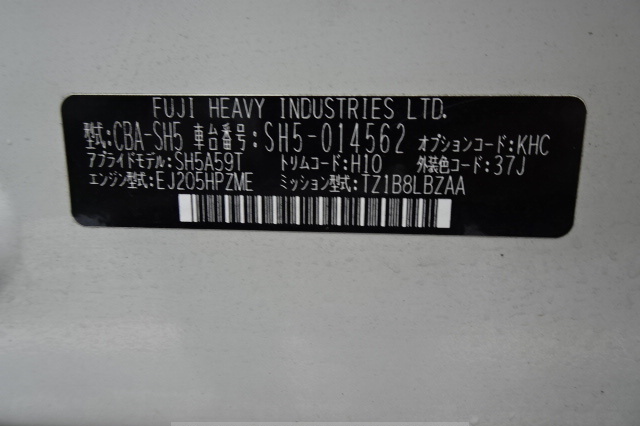 FUJI HEAVY INDUSTRIES LTD.
型式:CBA-SH5 車台番号:SH5-014562 オプションコード:KHC
アプライドモデル:SH5A59T トリムコード:H10 外装色コード:37J
エンジン型式:EJ205HPZME ミッション型式:TZ1B8LBZAA